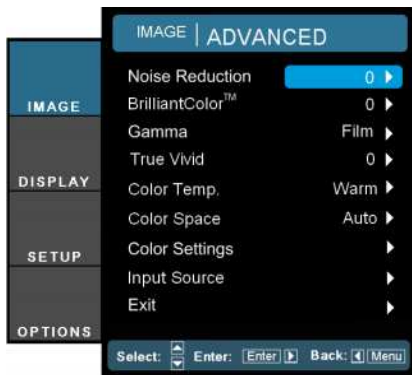 IMAGE | ADVANCED
Noise Reduction 0
BrilliantColor™ 0
Gamma Film
True Vivid 0
Color Temp. Warm
Color Space Auto
Color Settings
Input Source
Exit
IMAGE
DISPLAY
SETUP
OPTIONS
Select: Enter: Enter Back: Menu